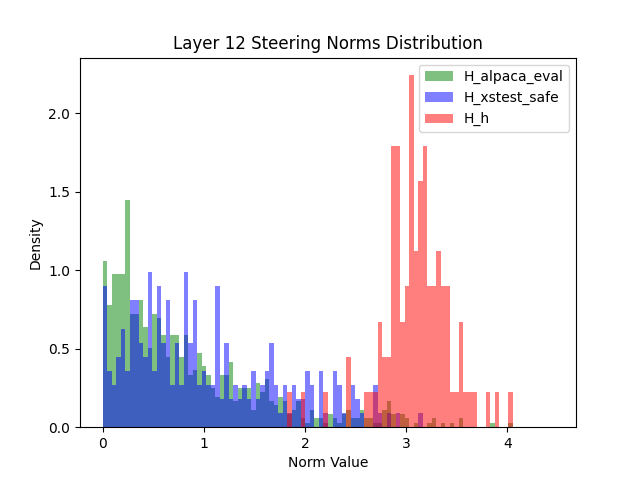 Layer 12 Steering Norms Distribution
H_alpaca_eval
H_xstest_safe
H_h
Density
2.0
1.5
1.0
0.5
0.0
0 1 2 3 4
Norm Value